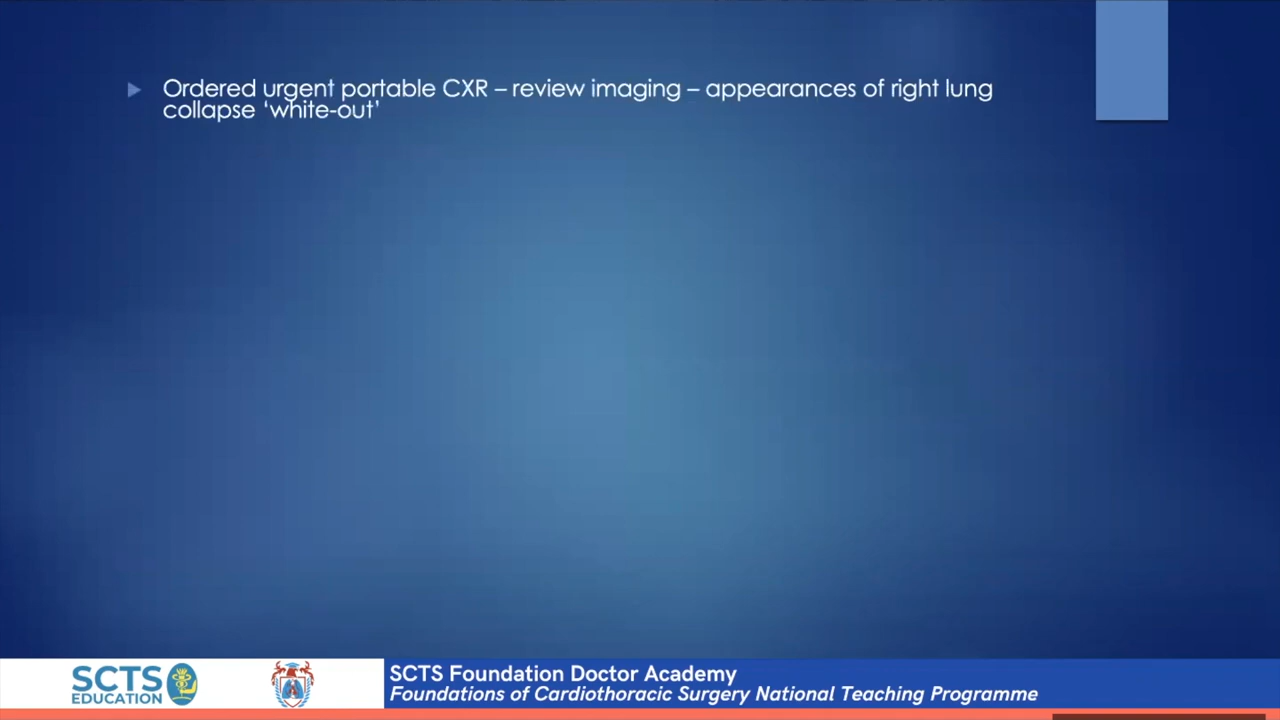 Ordered urgent portable CXR – review imaging – appearances of right lung
collapse ‘white-out’
SCTS
EDUCATION
SCTS Foundation Doctor Academy
Foundations of Cardiothoracic Surgery National Teaching Programme